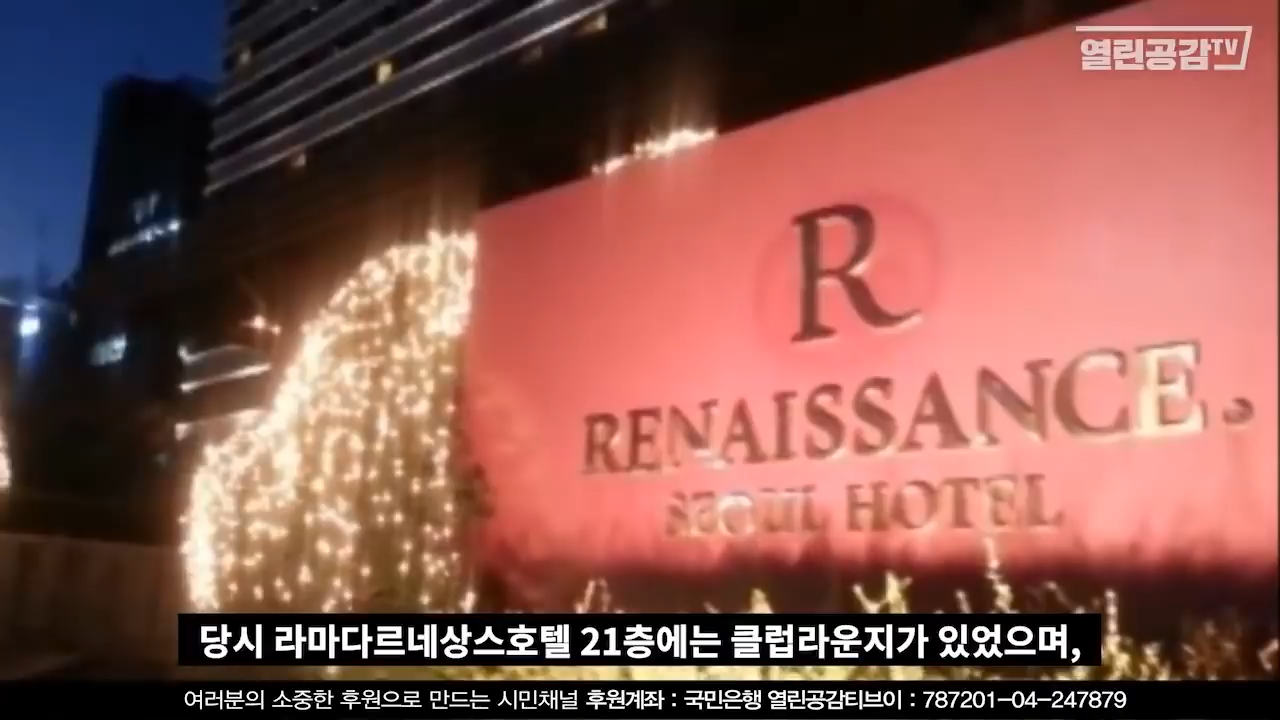 열린공감TV
R
RENAISSANCE
SEOUL HOTEL
당시 라마다르네상스호텔 21층에는 클럽라운지가 있었으며,
여러분의 소중한 후원으로 만드는 시민채널 후원계좌 : 국민은행 열린공감티브이 : 787201-04-247879